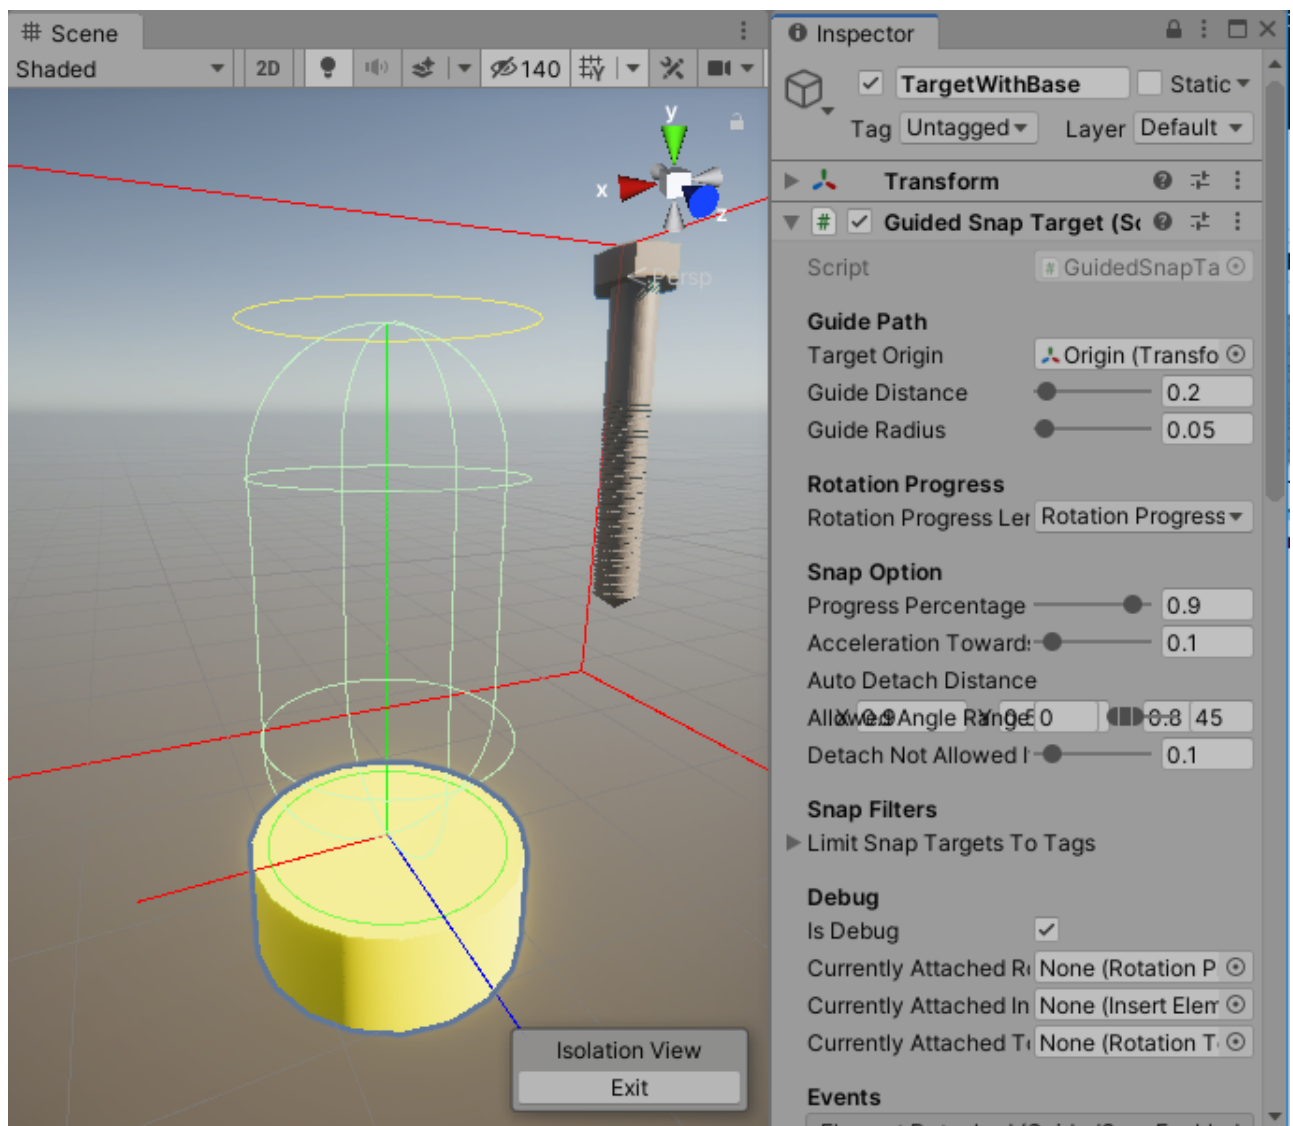 Scene
Shaded
2D
140
y
x
z
Persp
Isolation View
Exit
Inspector
TargetWithBase
Static
Tag Untagged Layer Default
Transform
Guided Snap Target (Sc
Script GuidedSnapTa
Guide Path
Target Origin Origin (Transfo
Guide Distance 0.2
Guide Radius 0.05
Rotation Progress
Rotation Progress Ler Rotation Progress
Snap Option
Progress Percentage 0.9
Acceleration Toward: 0.1
Auto Detach Distance
Allowed Angle Range 0 45
Detach Not Allowed I 0.1
Snap Filters
Limit Snap Targets To Tags
Debug
Is Debug
Currently Attached R None (Rotation P
Currently Attached In None (Insert Elem
Currently Attached T None (Rotation T
Events